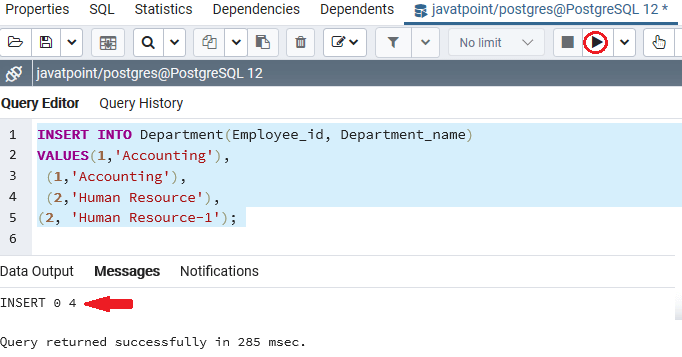 Properties SQL Statistics Dependencies Dependents javatpoint/postgres@PostgreSQL 12 *
No limit
javatpoint/postgres@PostgreSQL 12
Query Editor Query History
1 INSERT INTO Department(Employee_id, Department_name)
2 VALUES(1,'Accounting'),
3 (1,'Accounting'),
4 (2,'Human Resource'),
5 (2, 'Human Resource-1');
6
Data Output Messages Notifications
INSERT 0 4
Query returned successfully in 285 msec.